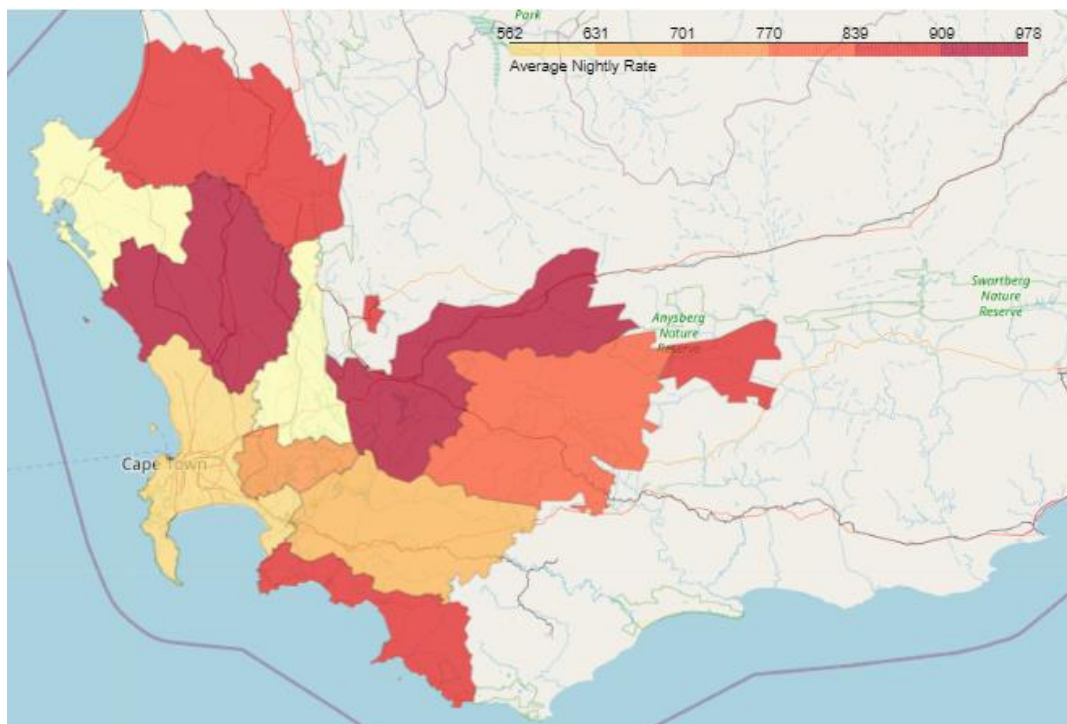 Park
562 631 701 770 839 909 978
Average Nightly Rate
Swartberg
Nature
Reserve
Anysberg
Nature
Reserve
Cape Town